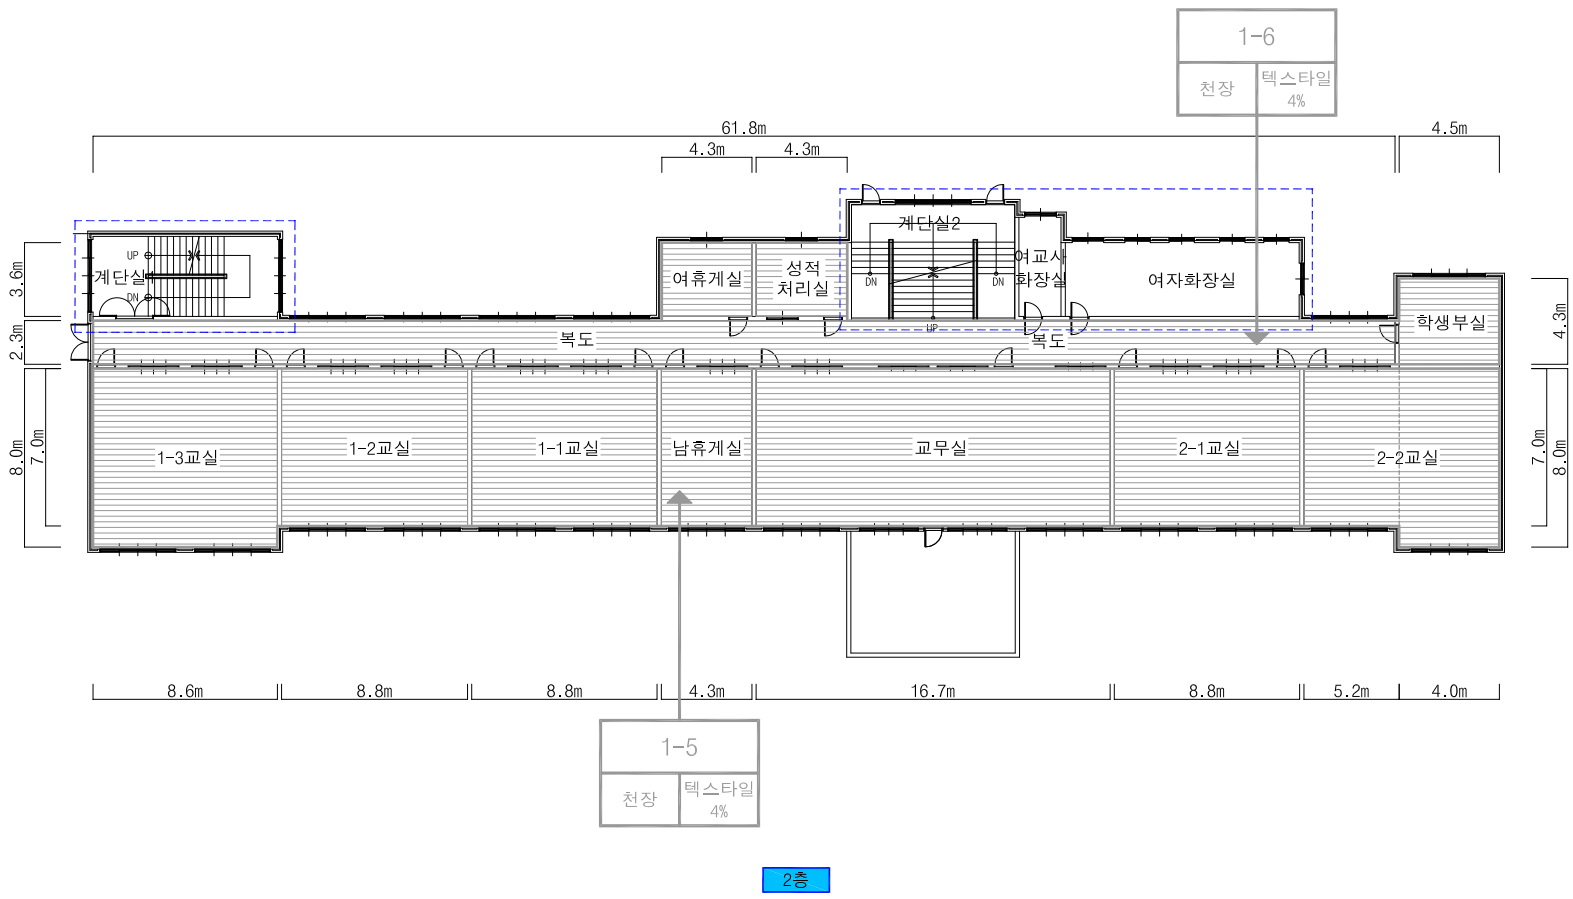 1-6
천장
텍스타일
4%
61.8m
4.5m
4.3m
4.3m
계단실2
UP
계단실1
DN
3.6m
여휴게실
성적
처리실
DN
DN
여교사
화장실
여자화장실
4.3m
학생부실
2.3m
복도
UP
복도
8.0m
7.0m
1-3교실
1-2교실
1-1교실
남휴게실
교무실
2-1교실
2-2교실
7.0m
8.0m
8.6m
8.8m
8.8m
4.3m
16.7m
8.8m
5.2m
4.0m
1-5
천장
텍스타일
4%
2층